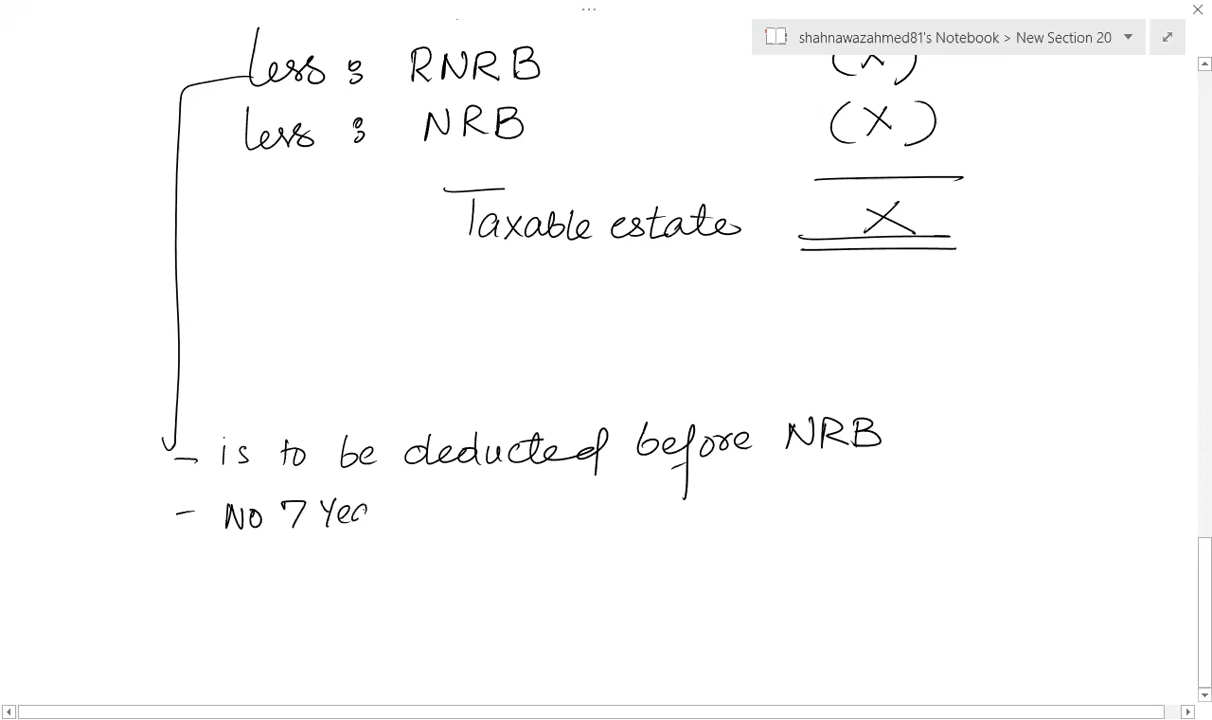 ...
shahnawazahmed81's Notebook > New Section 20
Less : RNRB (X)
Less : NRB (X)
Taxable estate X
- is to be deducted before NRB
- No 7 Yea